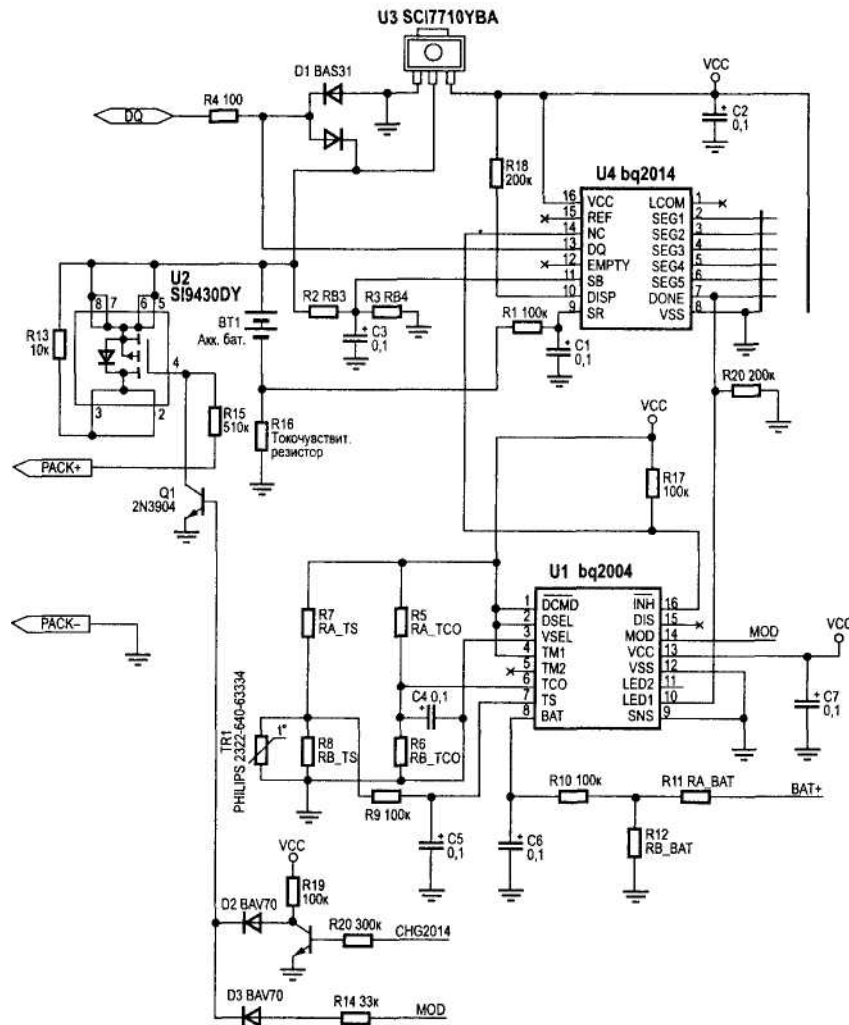 U3 SCI7710YBA
D1 BAS31
VCC
DQ
R4 100
+ C2
0,1
R18
200к
U4 bq2014
16 VCC
15 REF
14 NC
13 DQ
12 EMPTY
11 SB
10 DISP
9 SR
LCOM 1
SEG1 2
SEG2 3
SEG3 4
SEG4 5
SEG5 6
DONE 7
VSS 8
U2
SI9430DY
8 7 6 5
4
3 2
R13
10к
BT1
Акк. бат.
R2 RB3
R3 RB4
+ C3
0,1
R1 100к
+ C1
0,1
R20 200к
R15
510к
R16
Токочувствит.
резистор
PACK+
Q1
2N3904
VCC
R17
100к
U1 bq2004
1 DCMD
2 DSEL
3 VSEL
4 TM1
5 TM2
6 TCO
7 TS
8 BAT
INH 16
DIS 15
MOD 14
VCC 13
VSS 12
LED2 11
LED1 10
SNS 9
MOD
VCC
+ C7
0,1
PACK–
R7
RA_TS
R5
RA_TCO
C4 0,1
+
TR1
PHILIPS 2322-640-63334
t°
R8
RB_TS
R6
RB_TCO
R9 100к
+ C5
0,1
+ C6
0,1
R10 100к
R11 RA_BAT
BAT+
R12
RB_BAT
VCC
R19
100к
D2 BAV70
R20 300к
CHG2014
D3 BAV70
R14 33к
MOD